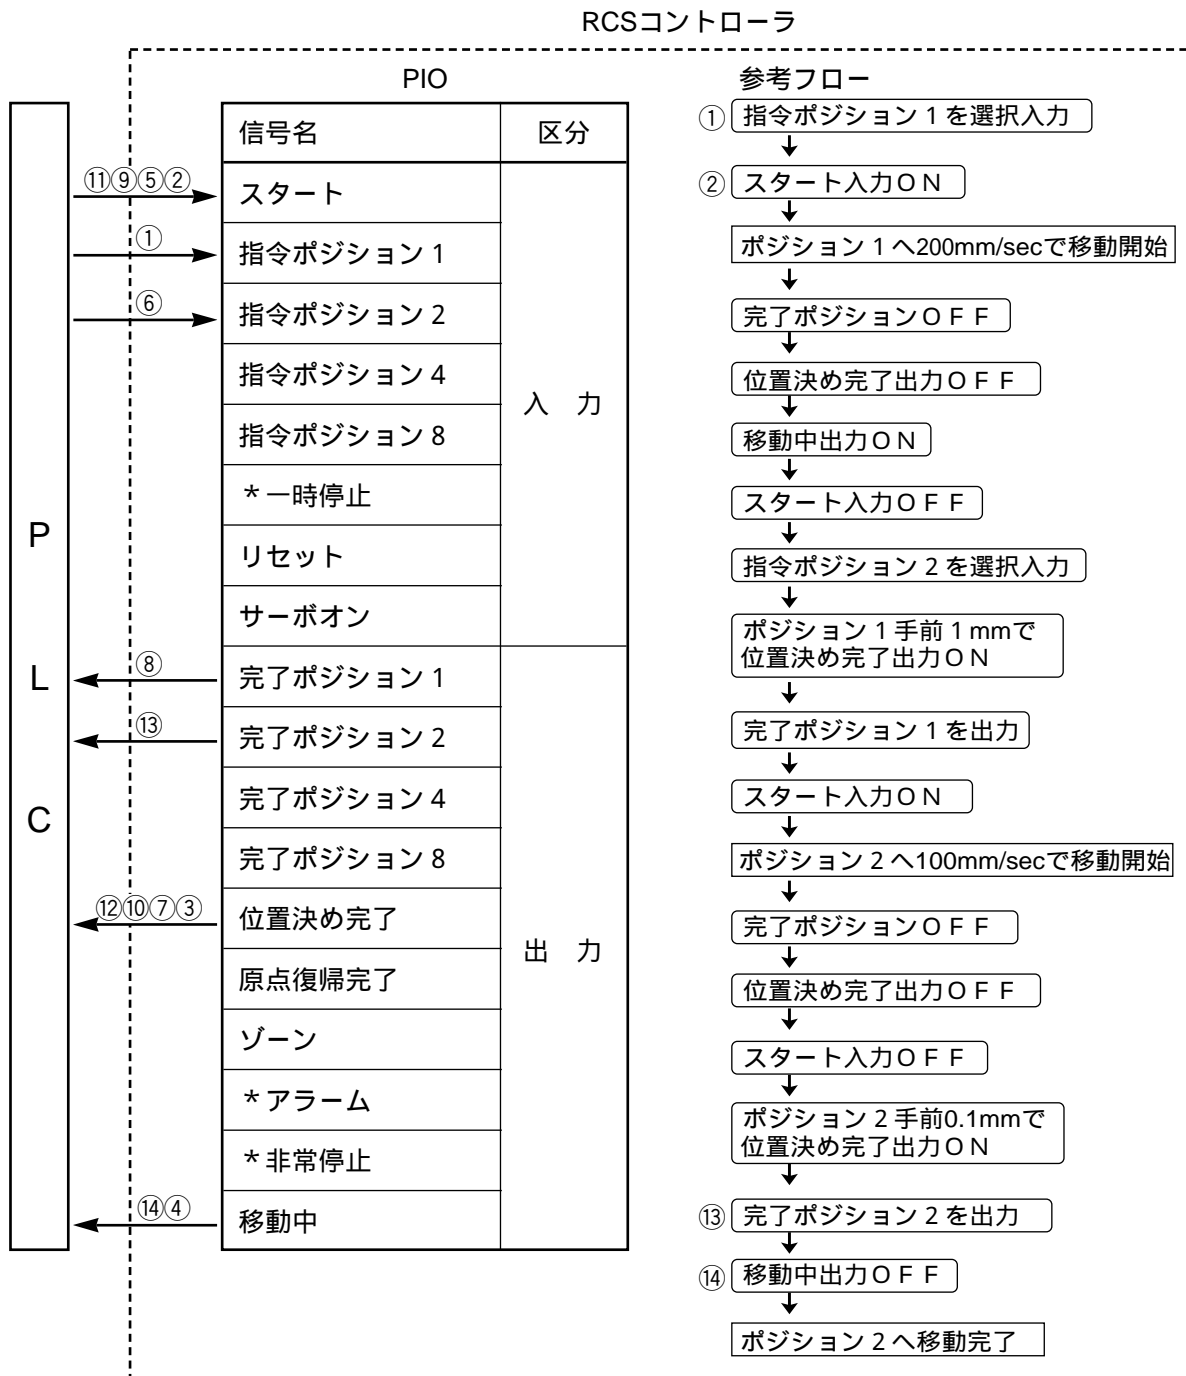 RCSコントローラ
PIO
参考フロー
P
L
C
信号名 区分
⑪⑨⑤② スタート
① 指令ポジション 1
⑥ 指令ポジション 2
指令ポジション 4
指令ポジション 8
入 力
*一時停止
リセット
サーボオン
⑧ 完了ポジション 1
⑬ 完了ポジション 2
完了ポジション 4
完了ポジション 8
⑫⑩⑦③ 位置決め完了
出 力
原点復帰完了
ゾーン
*アラーム
*非常停止
⑭④ 移動中
① 指令ポジション 1 を選択入力
② スタート入力ON
ポジション 1 へ200mm/secで移動開始
完了ポジションOFF
位置決め完了出力OFF
移動中出力ON
スタート入力OFF
指令ポジション 2 を選択入力
ポジション 1 手前 1 mmで
位置決め完了出力ON
完了ポジション 1 を出力
スタート入力ON
ポジション 2 へ100mm/secで移動開始
完了ポジションOFF
位置決め完了出力OFF
スタート入力OFF
ポジション 2 手前0.1mmで
位置決め完了出力ON
⑬ 完了ポジション 2 を出力
⑭ 移動中出力OFF
ポジション 2 へ移動完了